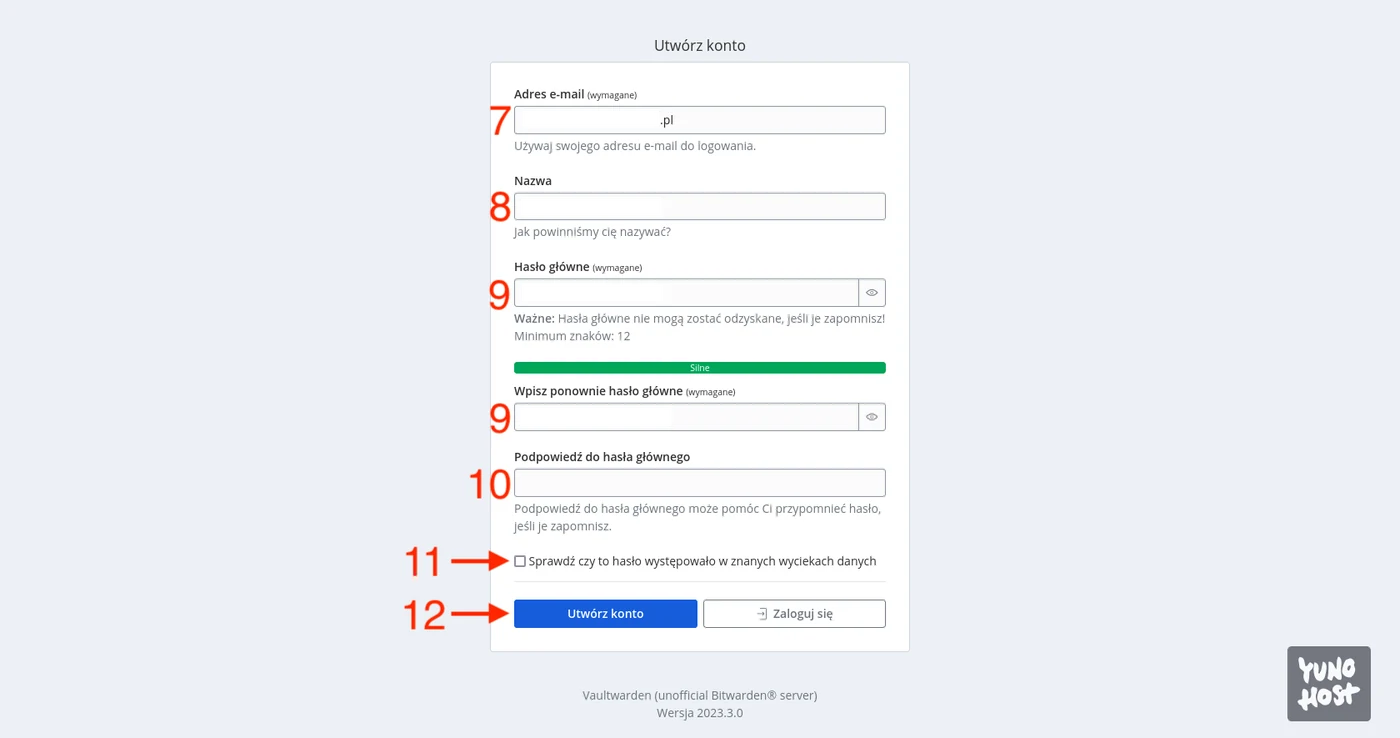 Utwórz konto
Adres e-mail (wymagane)
7
.pl
Używaj swojego adresu e-mail do logowania.
Nazwa
8
Jak powinniśmy cię nazywać?
Hasło główne (wymagane)
9
Ważne: Hasła główne nie mogą zostać odzyskane, jeśli je zapomnisz!
Minimum znaków: 12
Silne
Wpisz ponownie hasło główne (wymagane)
9
Podpowiedź do hasła głównego
10
Podpowiedź do hasła głównego może pomóc Ci przypomnieć hasło,
jeśli je zapomnisz.
11 Sprawdź czy to hasło występowało w znanych wyciekach danych
12 Utwórz konto Zaloguj się
Vaultwarden (unofficial Bitwarden® server)
Wersja 2023.3.0
YUNO
HOST